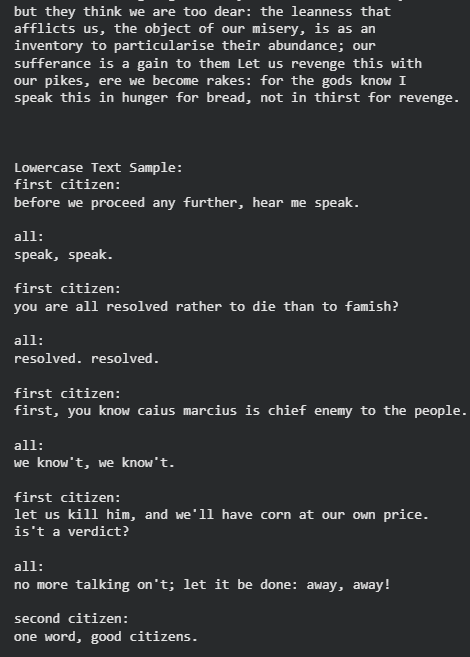 but they think we are too dear: the leanness that
afflicts us, the object of our misery, is as an
inventory to particularise their abundance; our
sufferance is a gain to them Let us revenge this with
our pikes, ere we become rakes: for the gods know I
speak this in hunger for bread, not in thirst for revenge.
Lowercase Text Sample:
first citizen:
before we proceed any further, hear me speak.
all:
speak, speak.
first citizen:
you are all resolved rather to die than to famish?
all:
resolved. resolved.
first citizen:
first, you know caius marcius is chief enemy to the people.
all:
we know't, we know't.
first citizen:
let us kill him, and we'll have corn at our own price.
is't a verdict?
all:
no more talking on't; let it be done: away, away!
second citizen:
one word, good citizens.